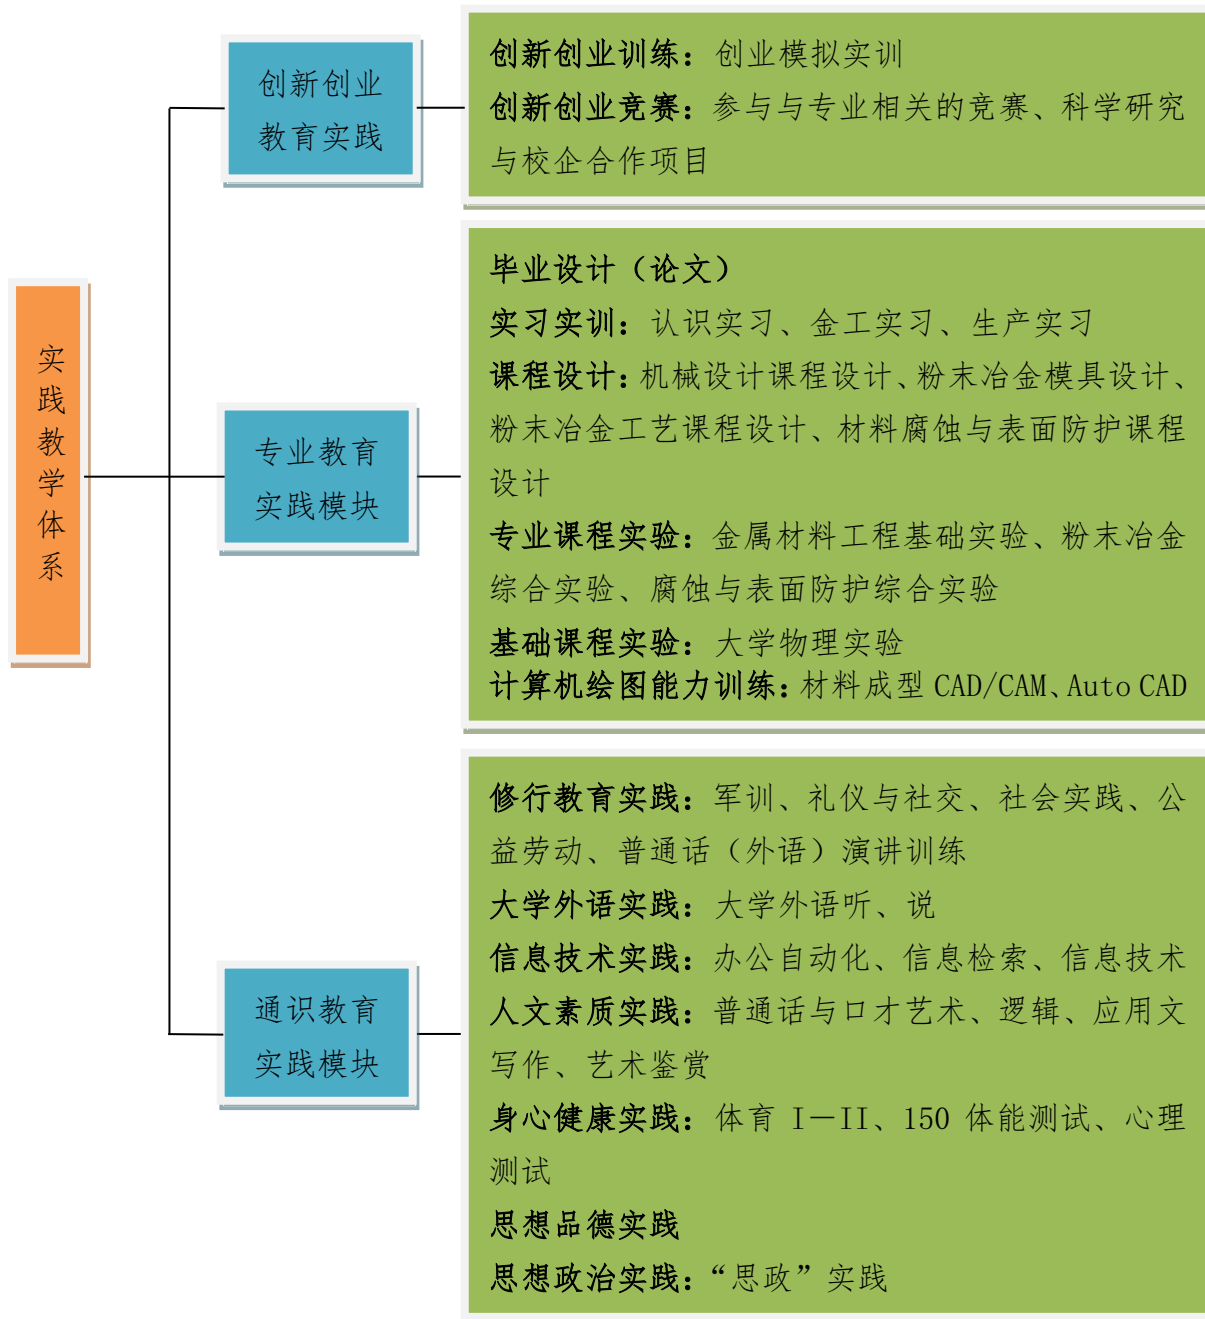 实践教学体系
创新创业
教育实践
创新创业训练：创业模拟实训
创新创业竞赛：参与与专业相关的竞赛、科学研究
与校企合作项目
专业教育
实践模块
毕业设计（论文）
实习实训：认识实习、金工实习、生产实习
课程设计：机械设计课程设计、粉末冶金模具设计、
粉末冶金工艺课程设计、材料腐蚀与表面防护课程
设计
专业课程实验：金属材料工程基础实验、粉末冶金
综合实验、腐蚀与表面防护综合实验
基础课程实验：大学物理实验
计算机绘图能力训练：材料成型 CAD/CAM、Auto CAD
通识教育
实践模块
修行教育实践：军训、礼仪与社交、社会实践、公
益劳动、普通话（外语）演讲训练
大学外语实践：大学外语听、说
信息技术实践：办公自动化、信息检索、信息技术
人文素质实践：普通话与口才艺术、逻辑、应用文
写作、艺术鉴赏
身心健康实践：体育 I－II、150 体能测试、心理
测试
思想品德实践
思想政治实践：“思政”实践